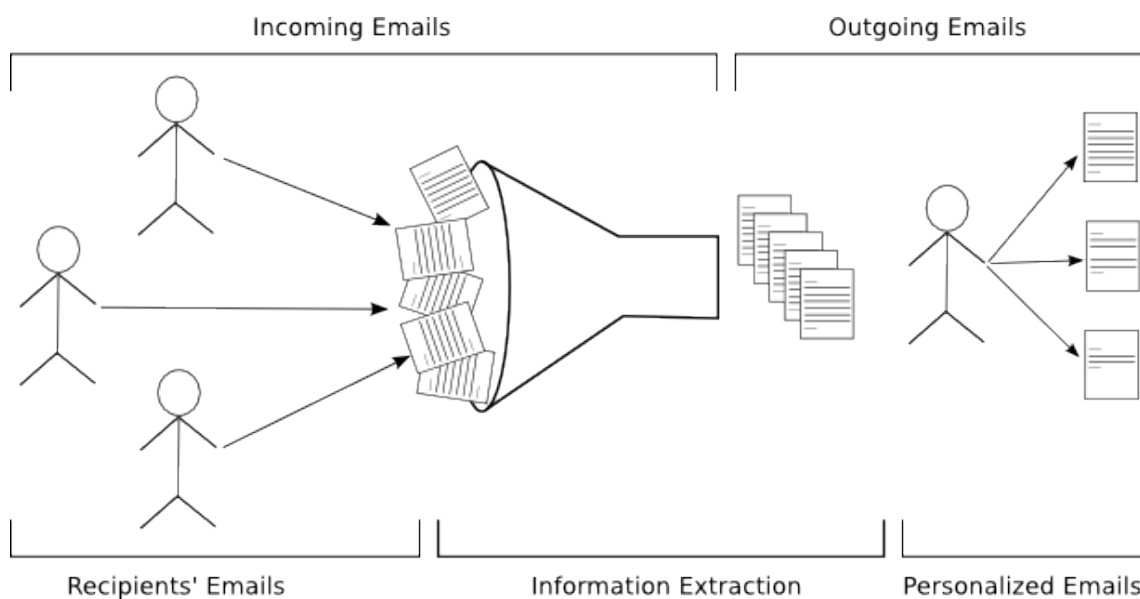 Incoming Emails
Outgoing Emails
Recipients' Emails
Information Extraction
Personalized Emails